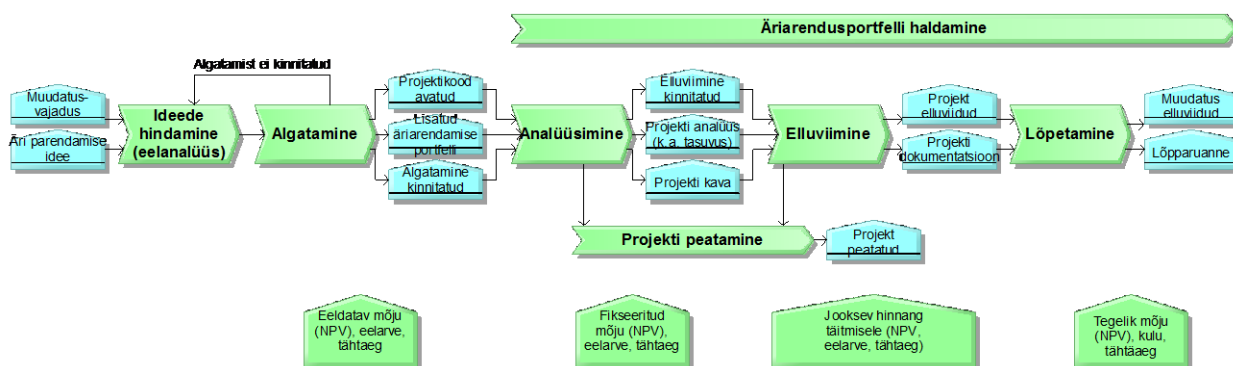 Äriarendusportfelli haldamine
Algatamist ei kinnitatud
Muudatus-
vajadus
Äri parendamise
idee
Ideede
hindamine
(eelanalüüs)
Algatamine
Projektikood
avatud
Lisatud
äriarendamise
portfelli
Algatamine
kinnitatud
Analüüsimine
Elluviimine
kinnitatud
Projekti analüüs
(k.a. tasuvus)
Projekti kava
Elluviimine
Projekt
elluviidud
Projekti
dokumentatsioon
Lõpetamine
Muudatus
elluviidud
Lõpparuanne
Projekti peatamine
Projekt
peatatud
Eeldatav mõju
(NPV), eelarve,
tähtaeg
Fikseeritud
mõju (NPV),
eelarve, tähtaeg
Jooksev hinnang
täitmisele (NPV,
eelarve, tähtaeg)
Tegelik mõju
(NPV), kulu,
tähtäaeg